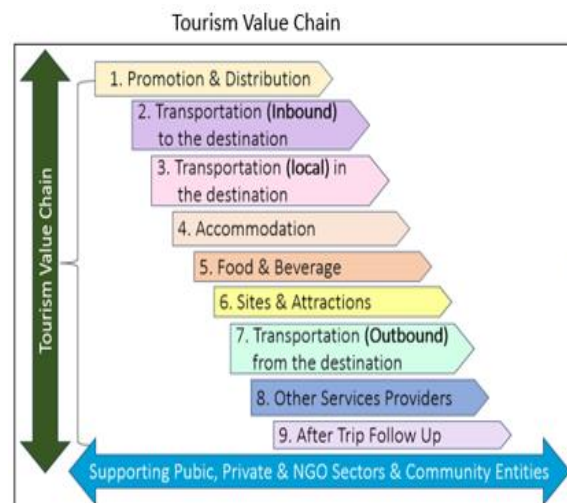 Tourism Value Chain
Tourism Value Chain
1. Promotion & Distribution
2. Transportation (Inbound)
to the destination
3. Transportation (local) in
the destination
4. Accommodation
5. Food & Beverage
6. Sites & Attractions
7. Transportation (Outbound)
from the destination
8. Other Services Providers
9. After Trip Follow Up
Supporting Pubic, Private & NGO Sectors & Community Entities